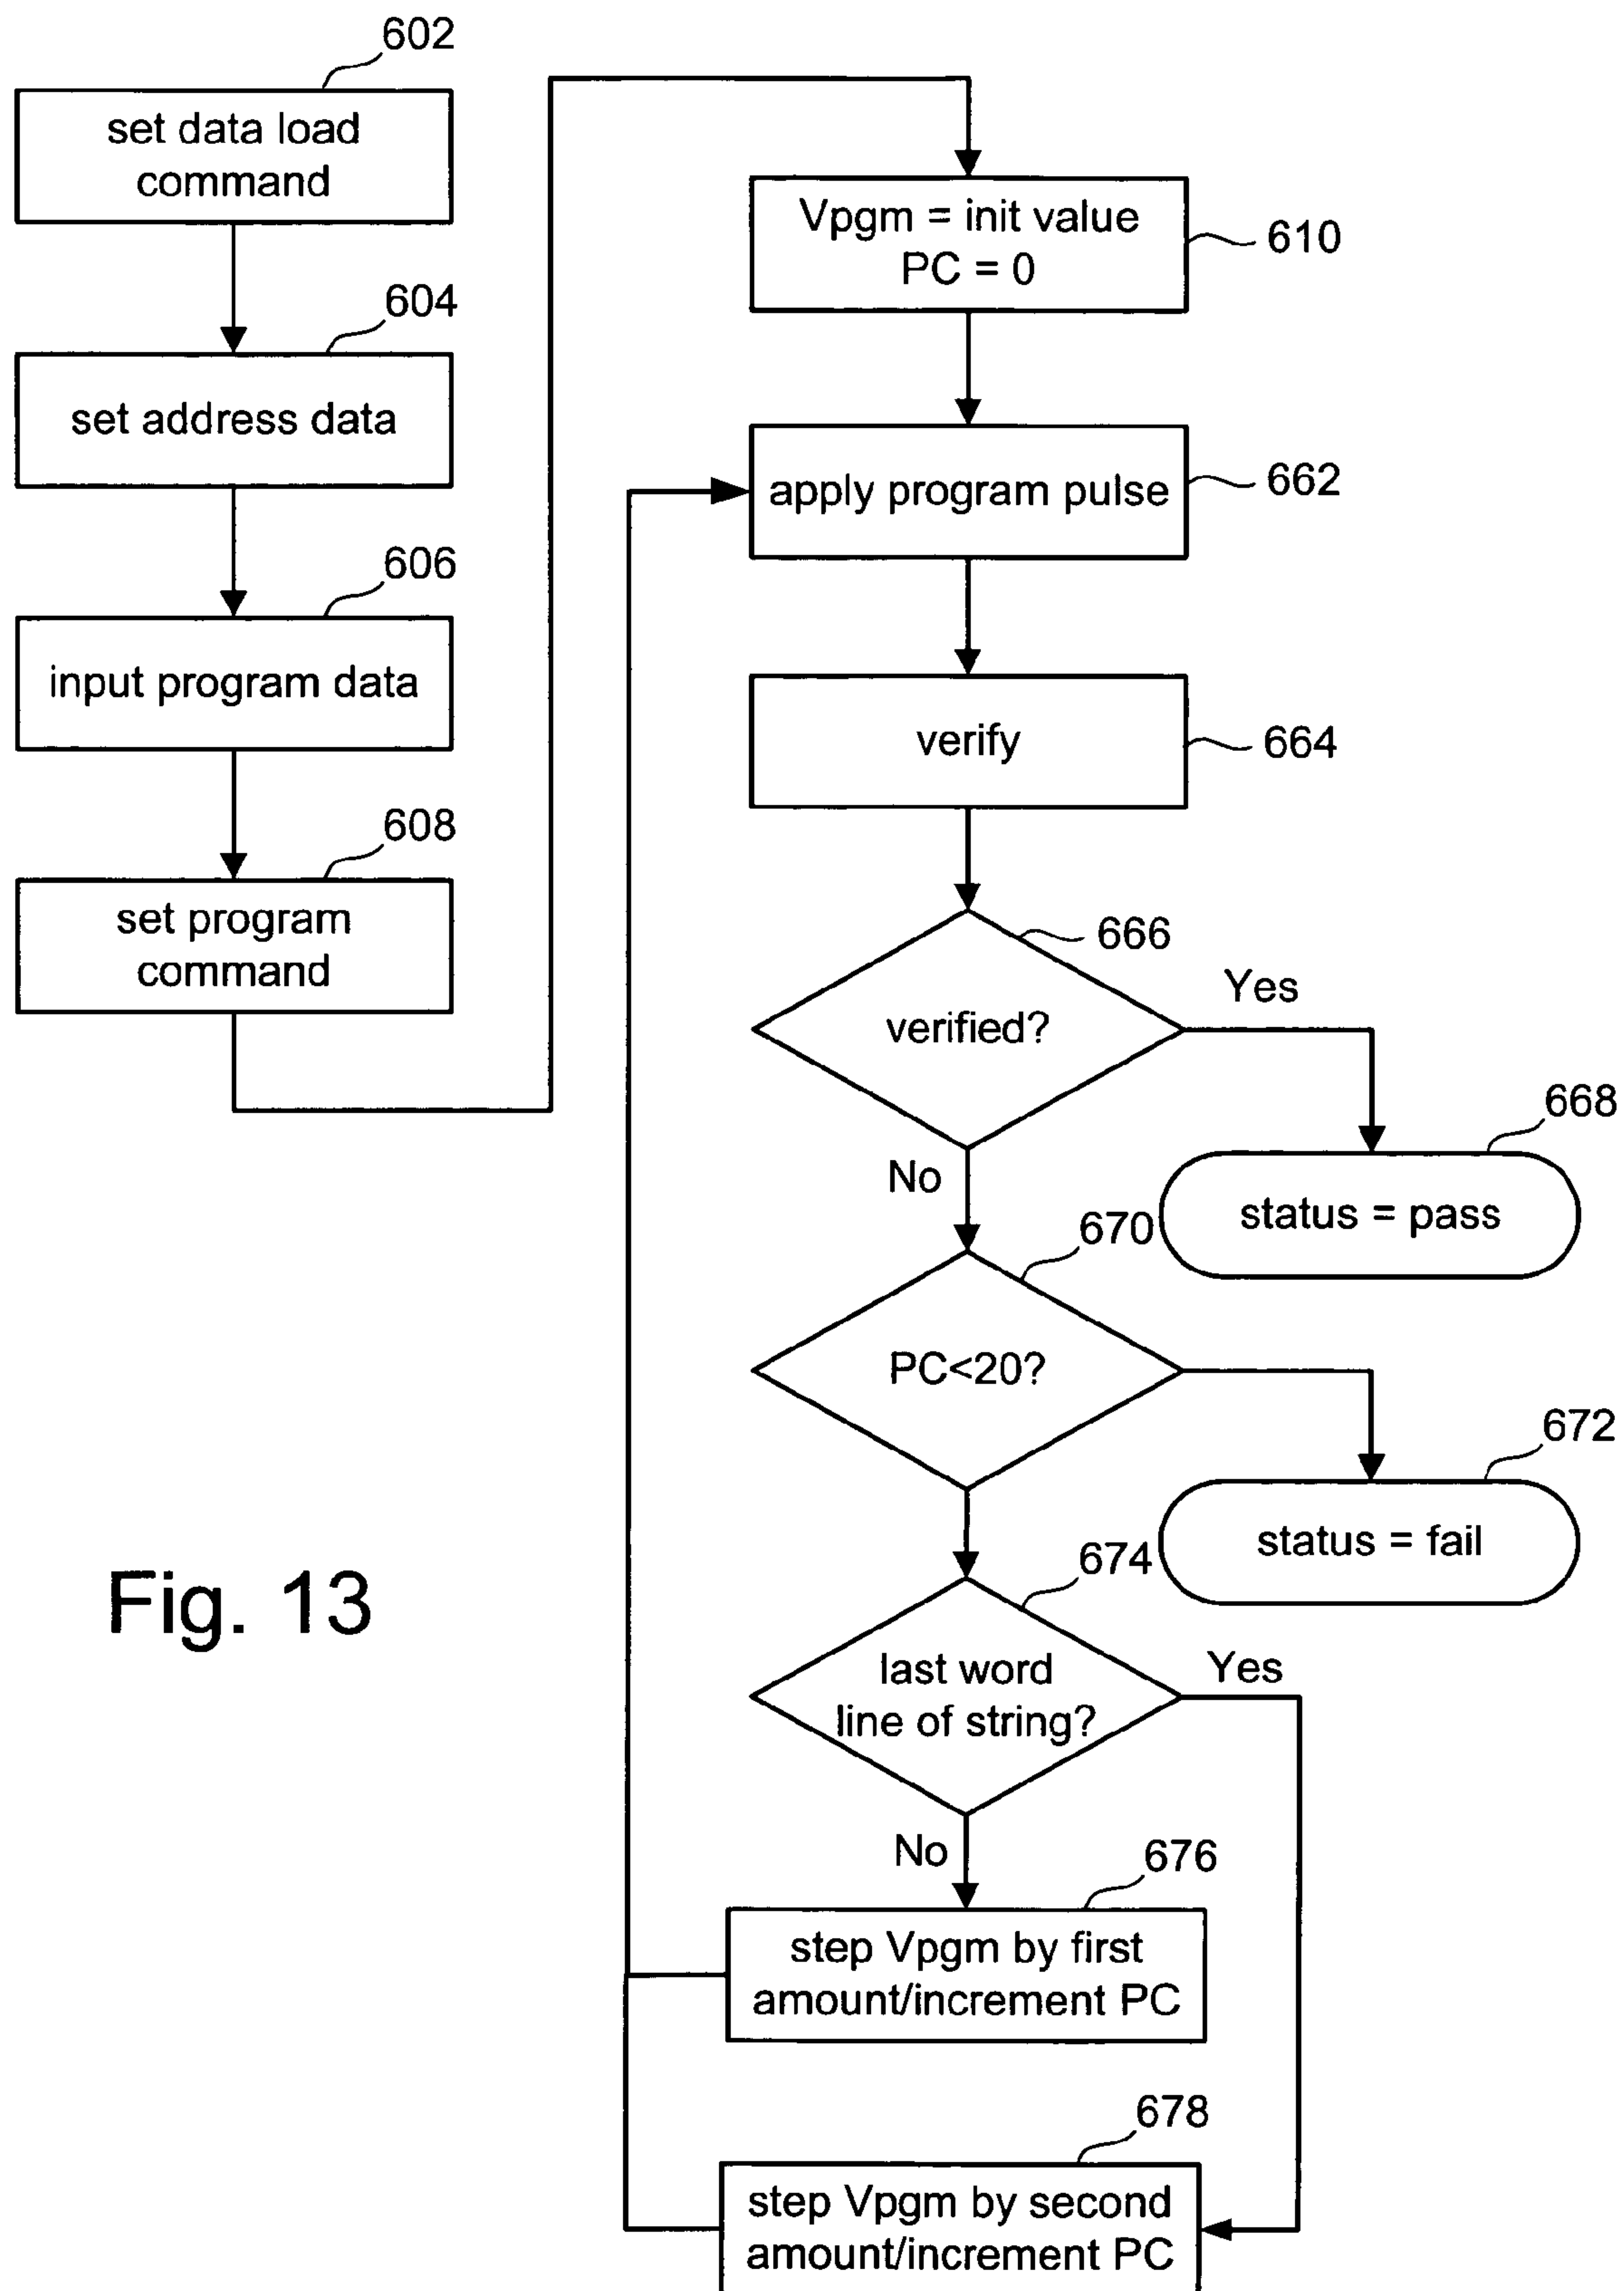 602
set data load
command
604
set address data
606
input program data
608
set program
command
Vpgm = init value
PC = 0
610
apply program pulse
662
verify
664
666
verified?
Yes
No
668
status = pass
670
PC<20?
672
status = fail
674
last word
line of string?
Yes
No
676
step Vpgm by first
amount/increment PC
678
step Vpgm by second
amount/increment PC
Fig. 13